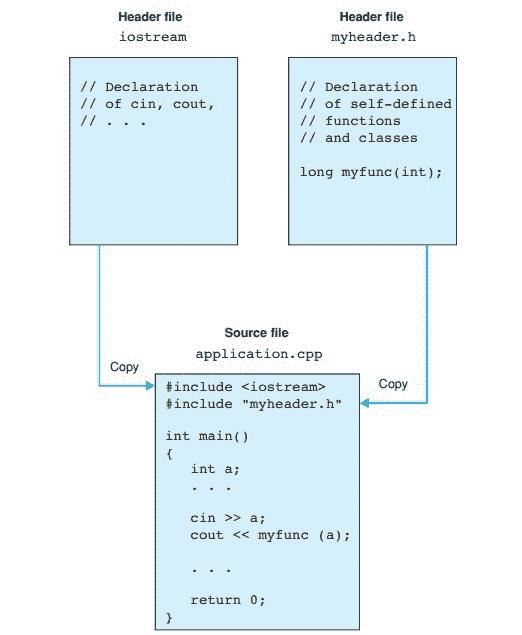 Header file
iostream
// Declaration
// of cin, cout,
// . . .
Header file
myheader.h
// Declaration
// of self-defined
// functions
// and classes
long myfunc(int);
Copy
Source file
application.cpp
Copy
#include <iostream>
#include "myheader.h"
int main()
{
int a;
. . .
cin >> a;
cout << myfunc (a);
. . .
return 0;
}